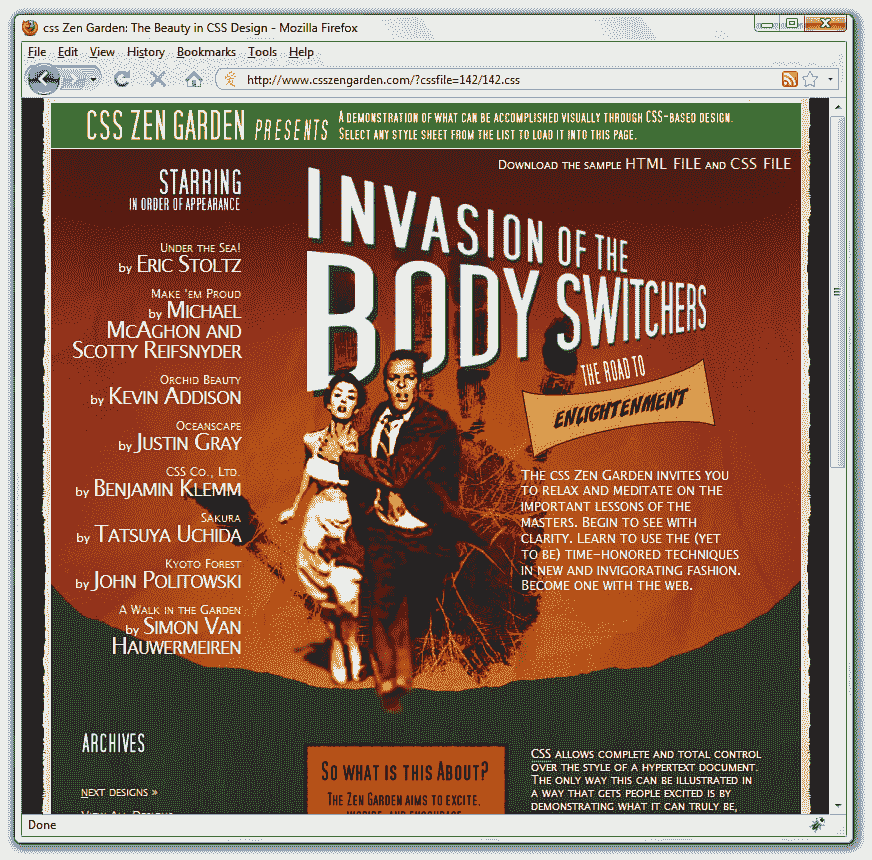 css Zen Garden: The Beauty in CSS Design - Mozilla Firefox
File Edit View History Bookmarks Tools Help
http://www.csszengarden.com/?cssfile=142/142.css
CSS ZEN GARDEN PRESENTS
A DEMONSTRATION OF WHAT CAN BE ACCOMPLISHED VISUALLY THROUGH CSS-BASED DESIGN.
SELECT ANY STYLE SHEET FROM THE LIST TO LOAD IT INTO THIS PAGE.
DOWNLOAD THE SAMPLE HTML FILE AND CSS FILE
STARRING
IN ORDER OF APPEARANCE
UNDER THE SEA!
by ERIC STOLTZ
MAKE 'EM PROUD
by MICHAEL
MCAGHON AND
SCOTTY REIFSNYDER
ORCHID BEAUTY
by KEVIN ADDISON
OCEANSCAPE
by JUSTIN GRAY
CSS CO., LTD.
by BENJAMIN KLEMM
SAKURA
by TATSUYA UCHIDA
KYOTO FOREST
by JOHN POLITOWSKI
A WALK IN THE GARDEN
by SIMON VAN
HAUWERMEIREN
INVASION OF THE
BODY SWITCHERS
THE ROAD TO
ENLIGHTENMENT
THE CSS ZEN GARDEN INVITES YOU
TO RELAX AND MEDITATE ON THE
IMPORTANT LESSONS OF THE
MASTERS. BEGIN TO SEE WITH
CLARITY. LEARN TO USE THE (YET
TO BE) TIME-HONORED TECHNIQUES
IN NEW AND INVIGORATING FASHION.
BECOME ONE WITH THE WEB.
ARCHIVES
NEXT DESIGNS »
VIEW ALL DESIGNS
SO WHAT IS THIS ABOUT?
THE ZEN GARDEN AIMS TO EXCITE,
INSPIRE, AND ENCOURAGE
CSS ALLOWS COMPLETE AND TOTAL CONTROL
OVER THE STYLE OF A HYPERTEXT DOCUMENT.
THE ONLY WAY THIS CAN BE ILLUSTRATED IN
A WAY THAT GETS PEOPLE EXCITED IS BY
DEMONSTRATING WHAT IT CAN TRULY BE,
Done